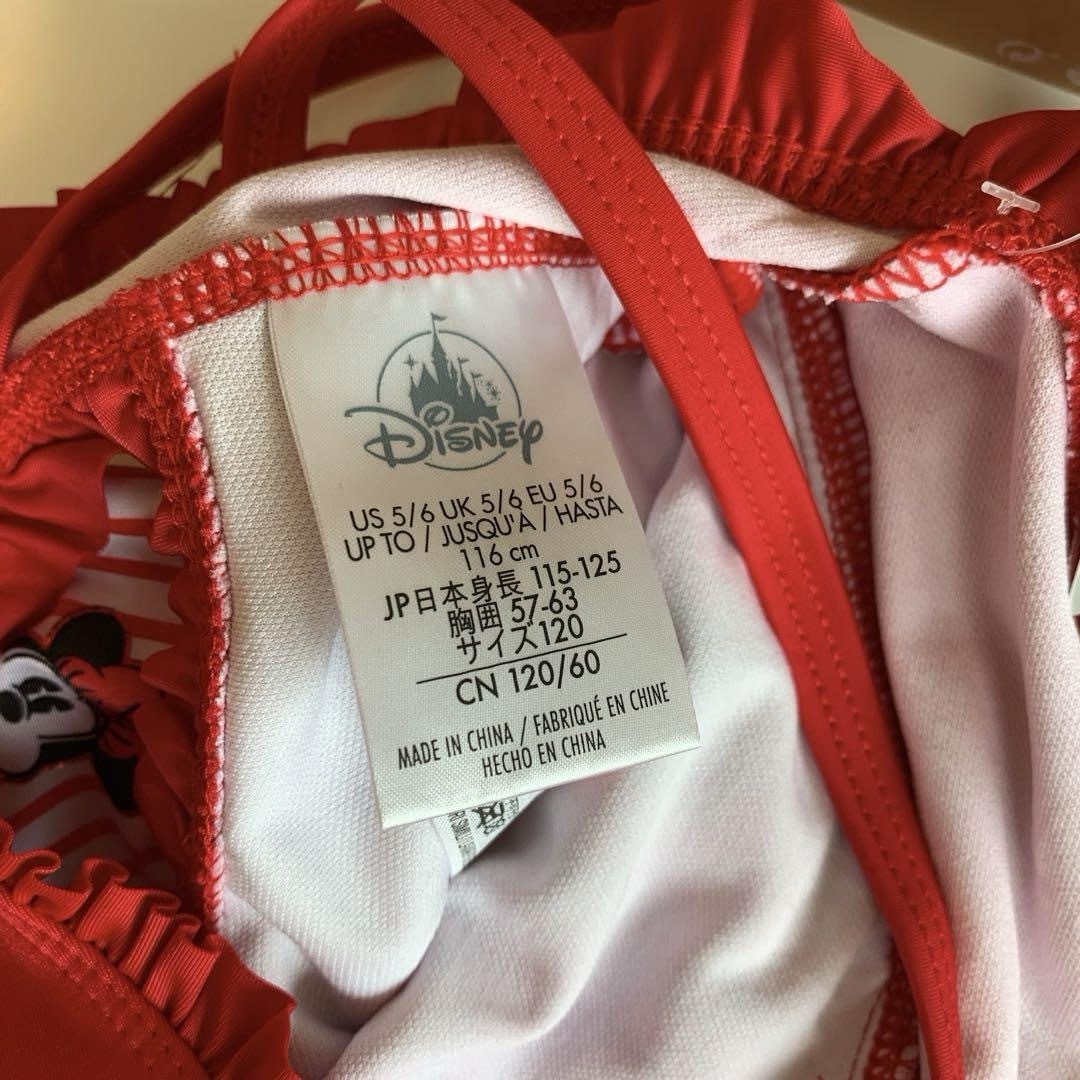 Disney
US 5/6 UK 5/6 EU 5/6
UP TO / JUSQU'À / HASTA
116 cm
JP日本身長 115-125
胸囲 57-63
サイズ120
CN 120/60
MADE IN CHINA / FABRIQUÉ EN CHINE
HECHO EN CHINA